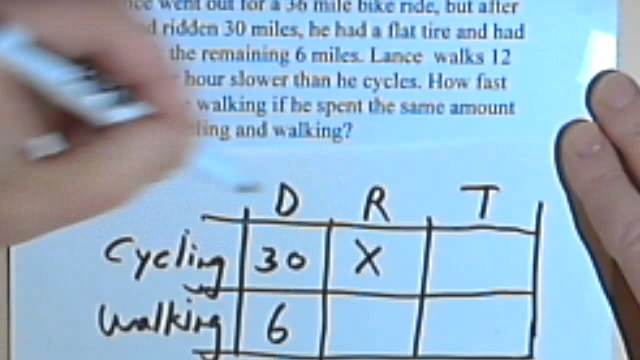 went out for a 36 mile bike ride, but after
ridden 30 miles, he had a flat tire and had
the remaining 6 miles. Lance walks 12
hour slower than he cycles. How fast
walking if he spent the same amount
and walking?
D R T
Cycling 30 X
Walking 6